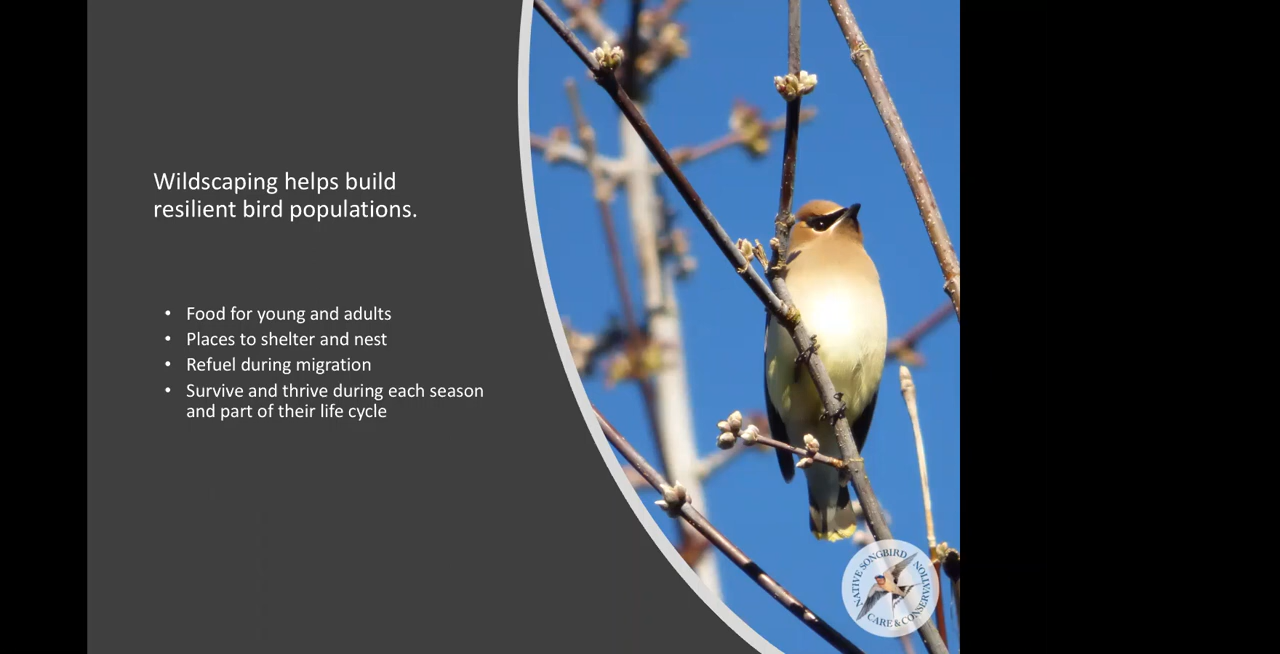 Wildscaping helps build
resilient bird populations.
• Food for young and adults
• Places to shelter and nest
• Refuel during migration
• Survive and thrive during each season
and part of their life cycle
NATIVE SONGBIRD
CARE & CONSERVATION